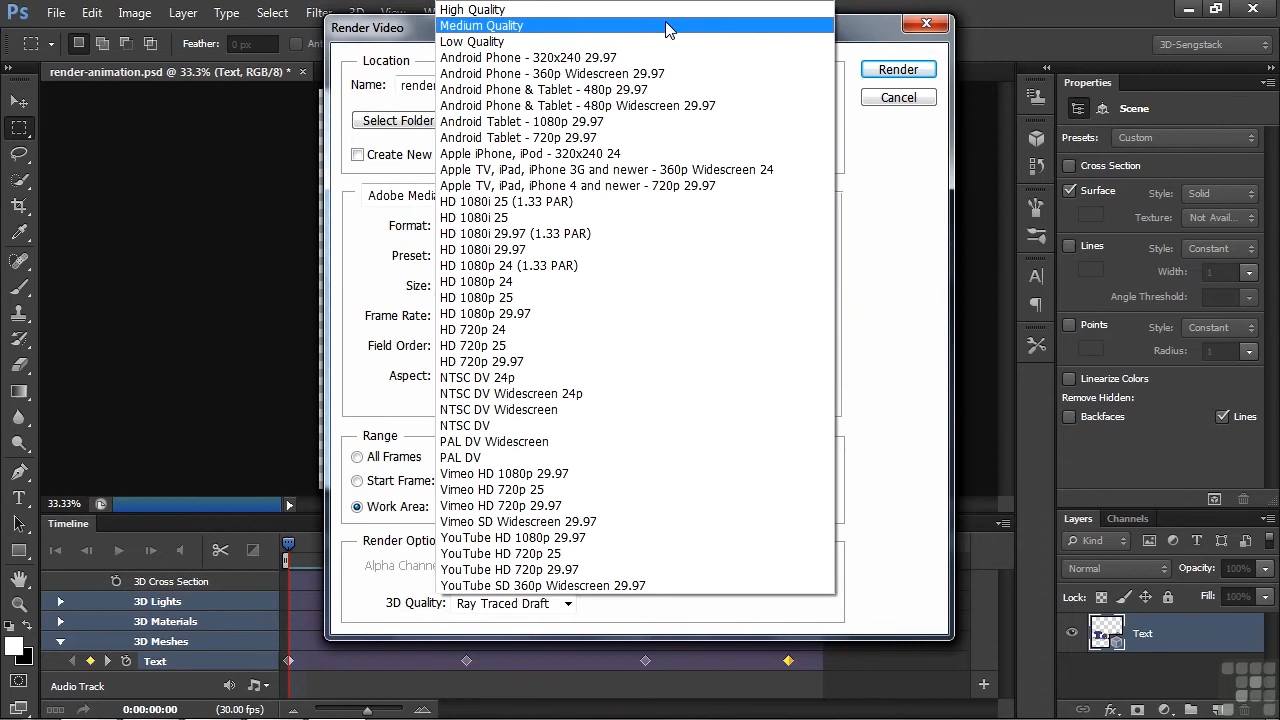 Ps File Edit Image Layer Type Select Filter 3D
Feather: 0 px
3D-Sengstack
render-animation.psd @ 33.3% (Text, RGB/8) *
Render Video
Location
Name: render
Select Folder
Create New
Adobe Medi
Format:
Preset:
Size:
Frame Rate:
Field Order:
Aspect:
Range
All Frames
Start Frame:
Work Area:
Render Optio
Alpha Channe
3D Quality: Ray Traced Draft
High Quality
Medium Quality
Low Quality
Android Phone - 320x240 29.97
Android Phone - 360p Widescreen 29.97
Android Phone & Tablet - 480p 29.97
Android Phone & Tablet - 480p Widescreen 29.97
Android Tablet - 1080p 29.97
Android Tablet - 720p 29.97
Apple iPhone, iPod - 320x240 24
Apple TV, iPad, iPhone 3G and newer - 360p Widescreen 24
Apple TV, iPad, iPhone 4 and newer - 720p 29.97
HD 1080i 25 (1.33 PAR)
HD 1080i 25
HD 1080i 29.97 (1.33 PAR)
HD 1080i 29.97
HD 1080p 24 (1.33 PAR)
HD 1080p 24
HD 1080p 25
HD 1080p 29.97
HD 720p 24
HD 720p 25
HD 720p 29.97
NTSC DV 24p
NTSC DV Widescreen 24p
NTSC DV Widescreen
NTSC DV
PAL DV Widescreen
PAL DV
Vimeo HD 1080p 29.97
Vimeo HD 720p 25
Vimeo HD 720p 29.97
Vimeo SD Widescreen 29.97
YouTube HD 1080p 29.97
YouTube HD 720p 25
YouTube HD 720p 29.97
YouTube SD 360p Widescreen 29.97
Render
Cancel
Properties
Scene
Presets: Custom
Cross Section
Surface Style: Solid
Texture: Not Avail...
Lines Style: Constant
Width: 1
Angle Threshold:
Points Style: Constant
Radius: 1
Linearize Colors
Remove Hidden:
Backfaces Lines
Layers Channels
Kind
Normal Opacity: 100%
Lock: Fill: 100%
Text
33.33%
Timeline
3D Cross Section
3D Lights
3D Materials
3D Meshes
Text
Audio Track
0:00:00:00 (30.00 fps)